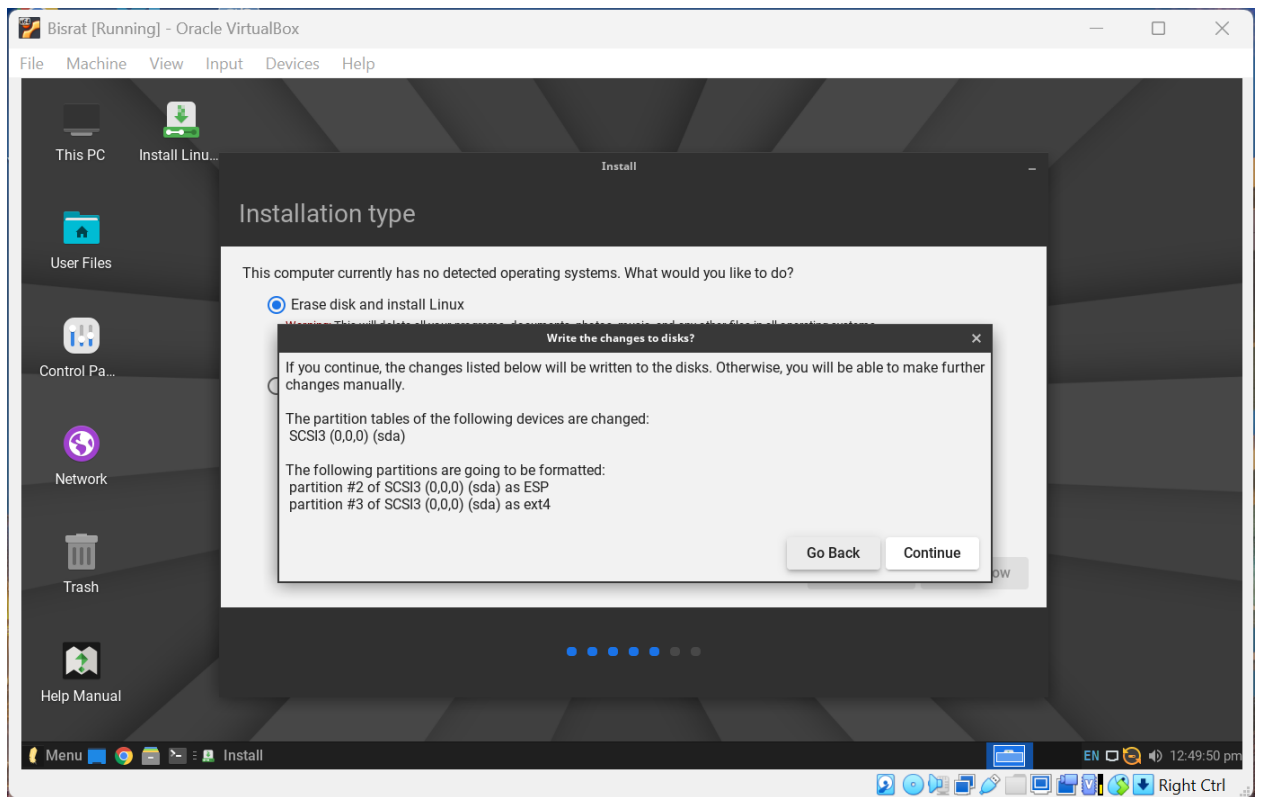 Bisrat [Running] - Oracle VirtualBox
File Machine View Input Devices Help
This PC
Install Linu...
User Files
Control Pa...
Network
Trash
Help Manual
Install
Installation type
This computer currently has no detected operating systems. What would you like to do?
Erase disk and install Linux
Write the changes to disks?
If you continue, the changes listed below will be written to the disks. Otherwise, you will be able to make further
changes manually.
The partition tables of the following devices are changed:
SCSI3 (0,0,0) (sda)
The following partitions are going to be formatted:
partition #2 of SCSI3 (0,0,0) (sda) as ESP
partition #3 of SCSI3 (0,0,0) (sda) as ext4
Go Back Continue
ow
Menu Install EN 12:49:50 pm
Right Ctrl